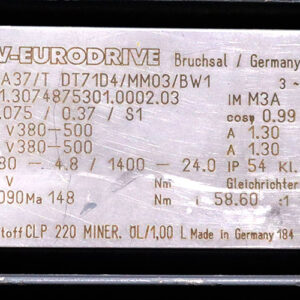 V-EURODRIVE Bruchsal / Germany
A37/T DT71D4/MM03/BW1 3~
1.3074875301.0002.03
.075 / 0.37 / S1 IM M3A
V380-500 cosφ 0.99
V380-500 A 1.30
A 1.30
80 - 4.8 / 1400 - 24.0 IP 54 Kl.
V Gleichrichter
090Ma 148 Nm i 58.60 :1
Nm
toff CLP 220 MINER. ÖL/1,00 L Made in Germany 184